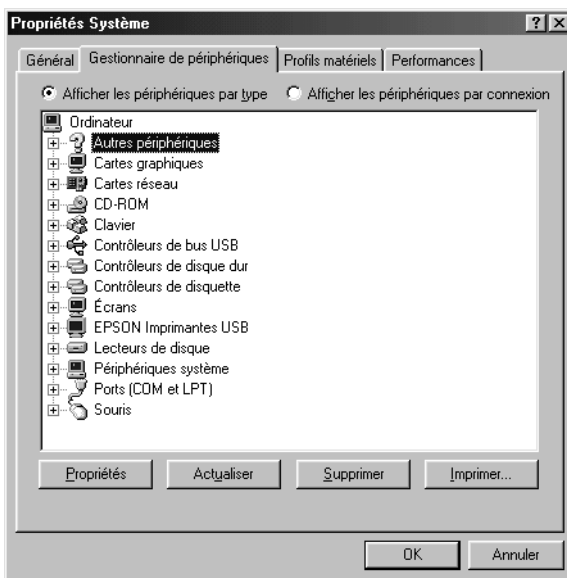 Propriétés Système
Général Gestionnaire de périphériques Profils matériels Performances
Afficher les périphériques par type Afficher les périphériques par connexion
Ordinateur
Autres périphériques
Cartes graphiques
Cartes réseau
CD-ROM
Clavier
Contrôleurs de bus USB
Contrôleurs de disque dur
Contrôleurs de disquette
Écrans
EPSON Imprimantes USB
Lecteurs de disque
Périphériques système
Ports (COM et LPT)
Souris
Propriétés Actualiser Supprimer Imprimer...
OK Annuler